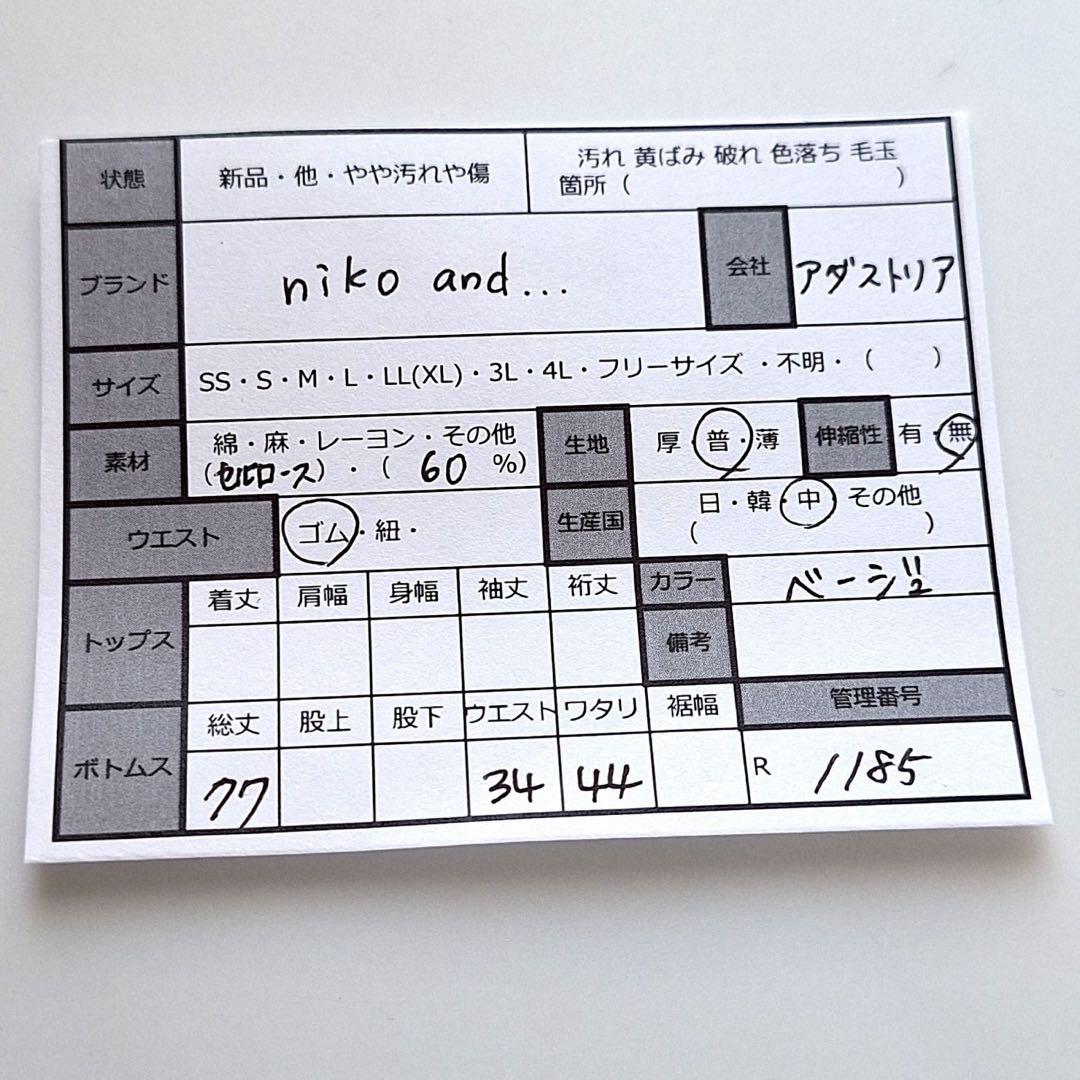 状態 新品・他・やや汚れや傷 汚れ 黄ばみ 破れ 色落ち 毛玉
箇所（ ）
ブランド niko and... 会社 アダストリア
サイズ SS・S・M・L・LL(XL)・3L・4L・フリーサイズ ・不明・（ ）
素材 綿・麻・レーヨン・その他 生地 厚・普・薄 伸縮性 有・無
(セルロース)・( 60 %)
ウエスト ゴム・紐・ 生産国 日・韓・中・その他
( )
トップス 着丈 肩幅 身幅 袖丈 裄丈 カラー ベージュ
備考
ボトムス 総丈 股上 股下 ウエスト ワタリ 裾幅 管理番号
77 34 44 R 1185